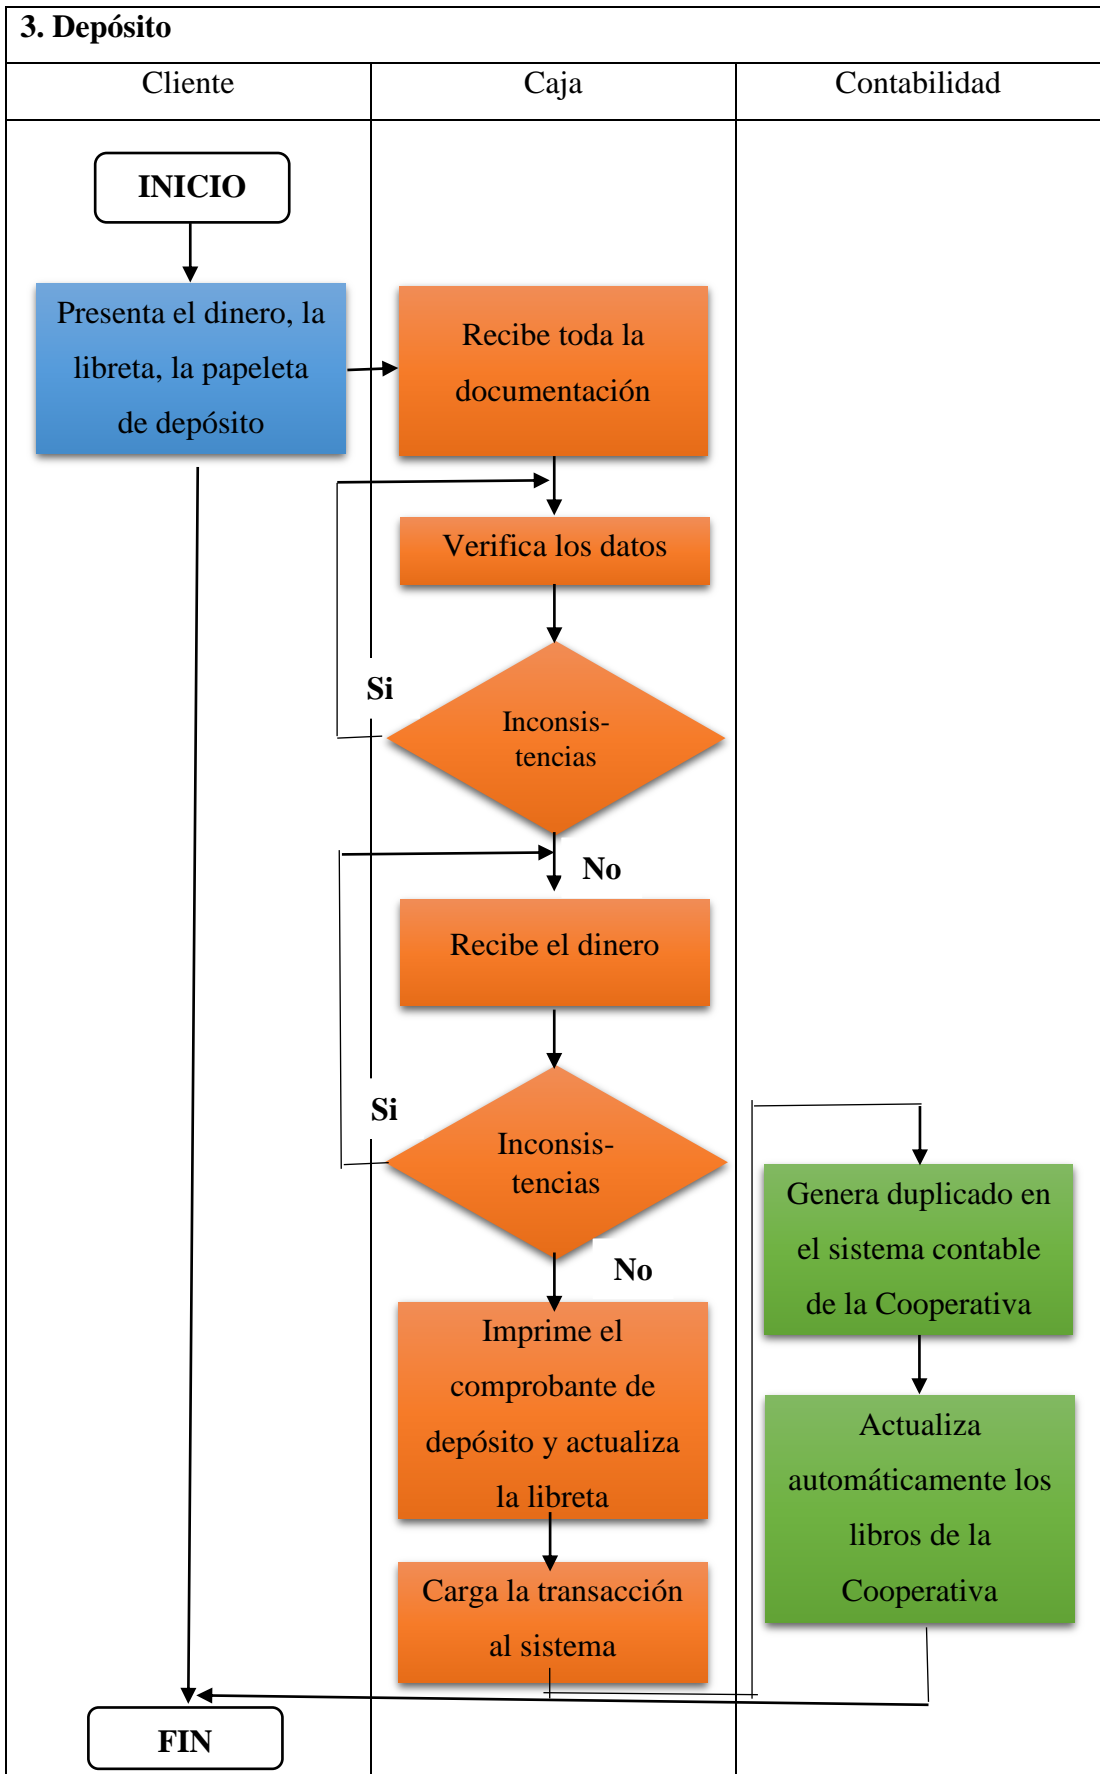 3. Depósito
Cliente
Caja
Contabilidad
INICIO
Presenta el dinero, la
libreta, la papeleta
de depósito
Recibe toda la
documentación
Verifica los datos
Si
Inconsis-
tencias
No
Recibe el dinero
Si
Inconsis-
tencias
No
Imprime el
comprobante de
depósito y actualiza
la libreta
Carga la transacción
al sistema
Genera duplicado en
el sistema contable
de la Cooperativa
Actualiza
automáticamente los
libros de la
Cooperativa
FIN